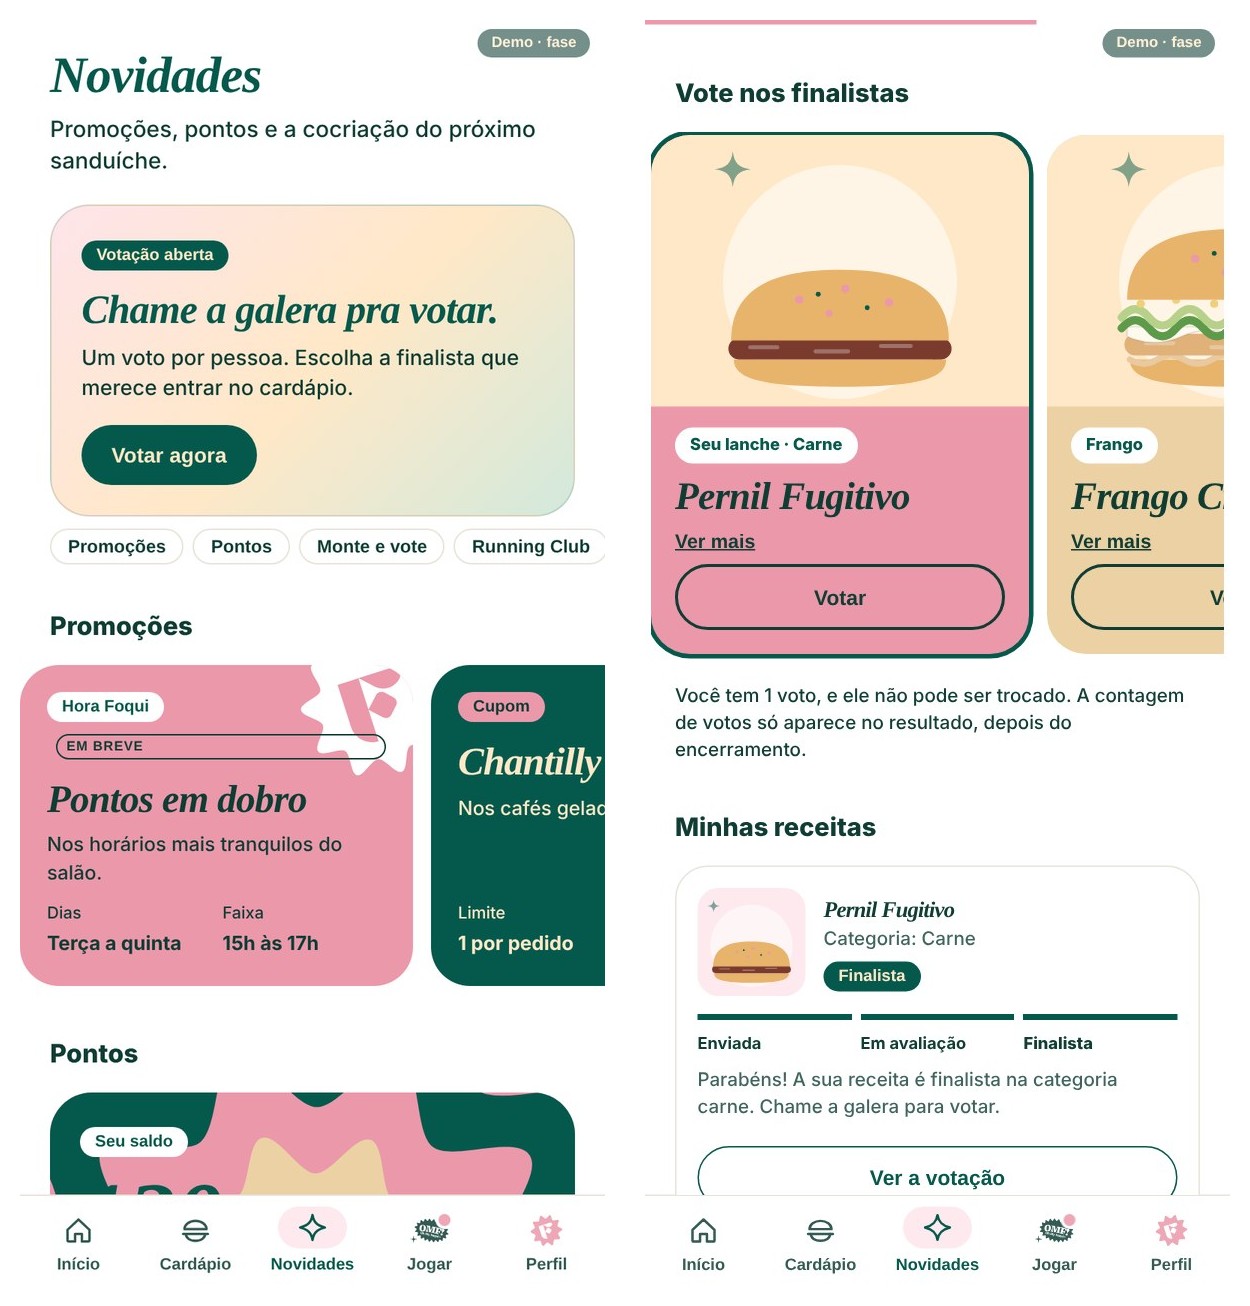 Demo · fase
Novidades
Promoções, pontos e a cocriação do próximo
sanduíche.
Votação aberta
Chame a galera pra votar.
Um voto por pessoa. Escolha a finalista que
merece entrar no cardápio.
Votar agora
Promoções
Pontos
Monte e vote
Running Club
Promoções
Hora Foqui
EM BREVE
Pontos em dobro
Nos horários mais tranquilos do
salão.
Dias
Faixa
Terça a quinta
15h às 17h
Cupom
Chantilly
Nos cafés gelad
Limite
1 por pedido
Pontos
Seu saldo
Início
Cardápio
Novidades
Jogar
Perfil
Demo · fase
Vote nos finalistas
Seu lanche · Carne
Pernil Fugitivo
Ver mais
Votar
Frango
Frango C
Ver mais
V
Você tem 1 voto, e ele não pode ser trocado. A contagem
de votos só aparece no resultado, depois do
encerramento.
Minhas receitas
Pernil Fugitivo
Categoria: Carne
Finalista
Enviada
Em avaliação
Finalista
Parabéns! A sua receita é finalista na categoria
carne. Chame a galera para votar.
Ver a votação
Início
Cardápio
Novidades
Jogar
Perfil